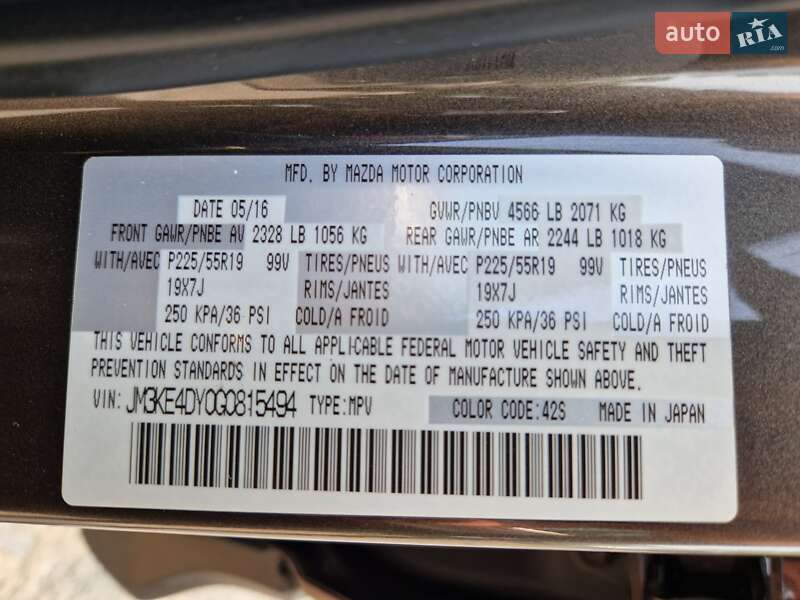 auto RIA.com
MFD. BY MAZDA MOTOR CORPORATION
DATE 05/16 GVWR/PNBV 4566 LB 2071 KG
FRONT GAWR/PNBE AV 2328 LB 1056 KG REAR GAWR/PNBE AR 2244 LB 1018 KG
WITH/AVEC P225/55R19 99V TIRES/PNEUS WITH/AVEC P225/55R19 99V TIRES/PNEUS
19X7J RIMS/JANTES 19X7J RIMS/JANTES
250 KPA/36 PSI COLD/A FROID 250 KPA/36 PSI COLD/A FROID
THIS VEHICLE CONFORMS TO ALL APPLICABLE FEDERAL MOTOR VEHICLE SAFETY AND THEFT
PREVENTION STANDARDS IN EFFECT ON THE DATE OF MANUFACTURE SHOWN ABOVE.
VIN: JM3KE4DY0G0815494 TYPE:MPV COLOR CODE:42S MADE IN JAPAN